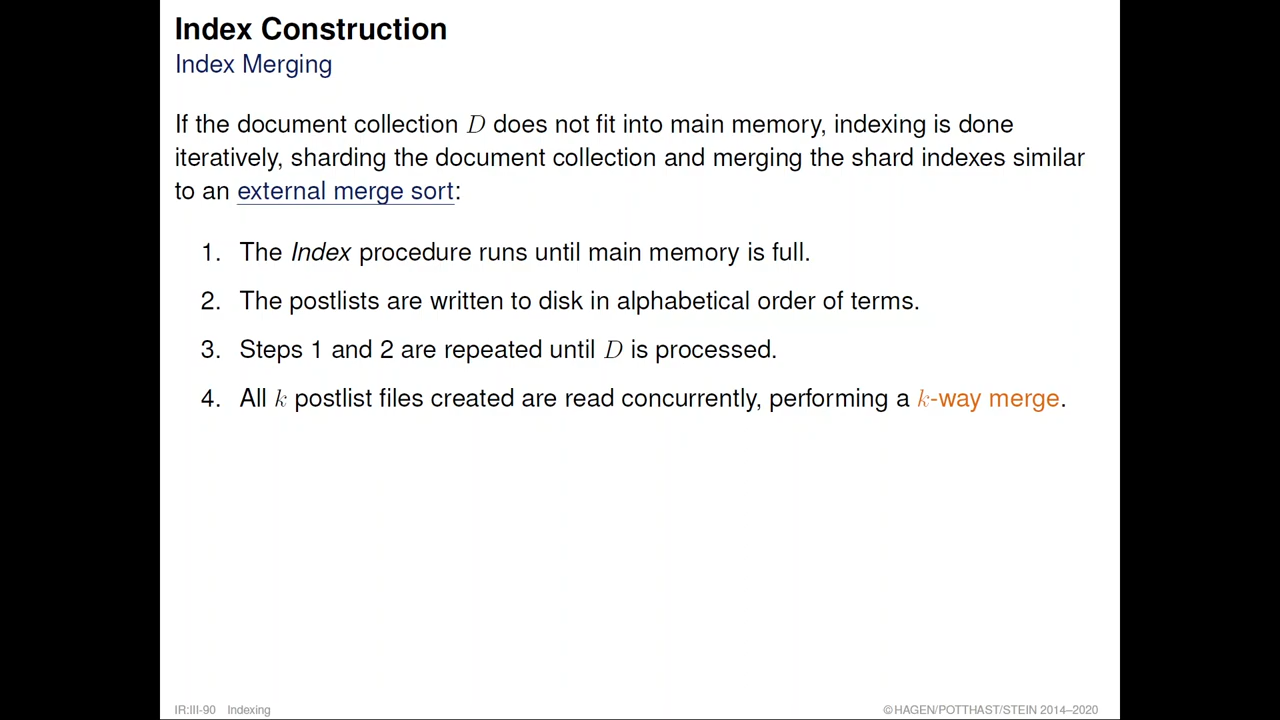 Index Construction
Index Merging
If the document collection D does not fit into main memory, indexing is done
iteratively, sharding the document collection and merging the shard indexes similar
to an external merge sort:
1. The Index procedure runs until main memory is full.
2. The postlists are written to disk in alphabetical order of terms.
3. Steps 1 and 2 are repeated until D is processed.
4. All k postlist files created are read concurrently, performing a k-way merge.
IR:III-90 Indexing
©HAGEN/POTTHAST/STEIN 2014–2020